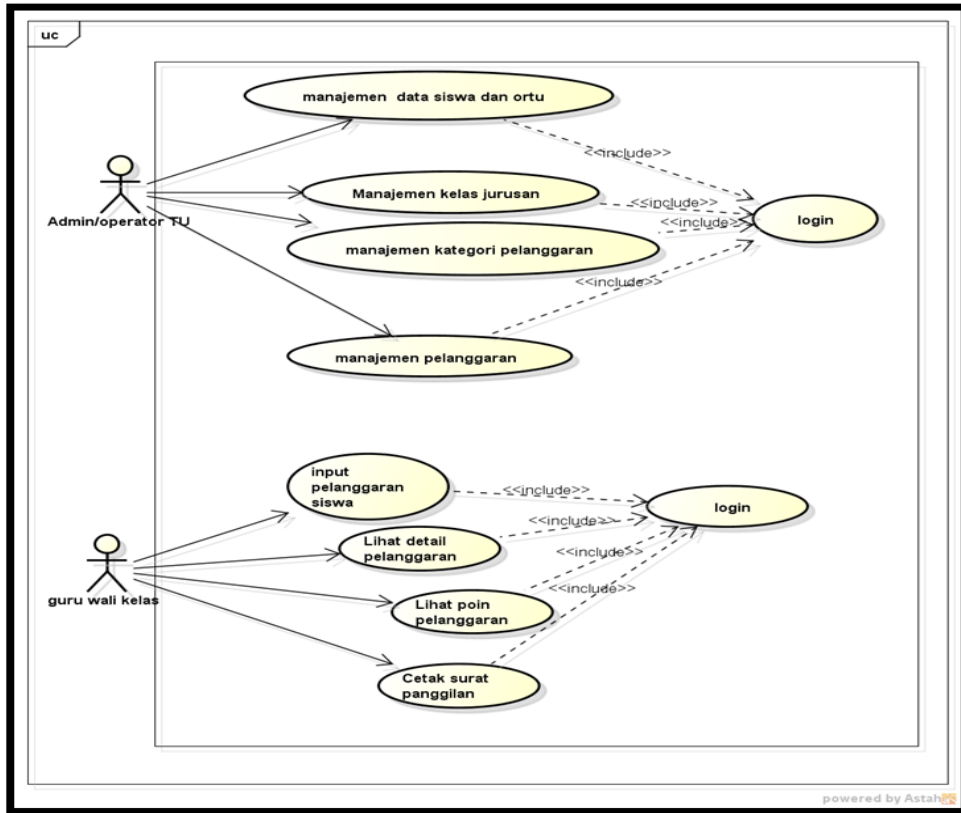 uc
manajemen data siswa dan ortu
<<include>>
Admin/operator TU
Manajemen kelas jurusan
<<include>>
login
<<include>>
manajemen kategori pelanggaran
<<include>>
manajemen pelanggaran
input
pelanggaran
siswa
<<include>>
login
<<include>>
Lihat detail
pelanggaran
<<include>>
guru wali kelas
<<include>>
Lihat poin
pelanggaran
Cetak surat
panggilan
powered by Astah